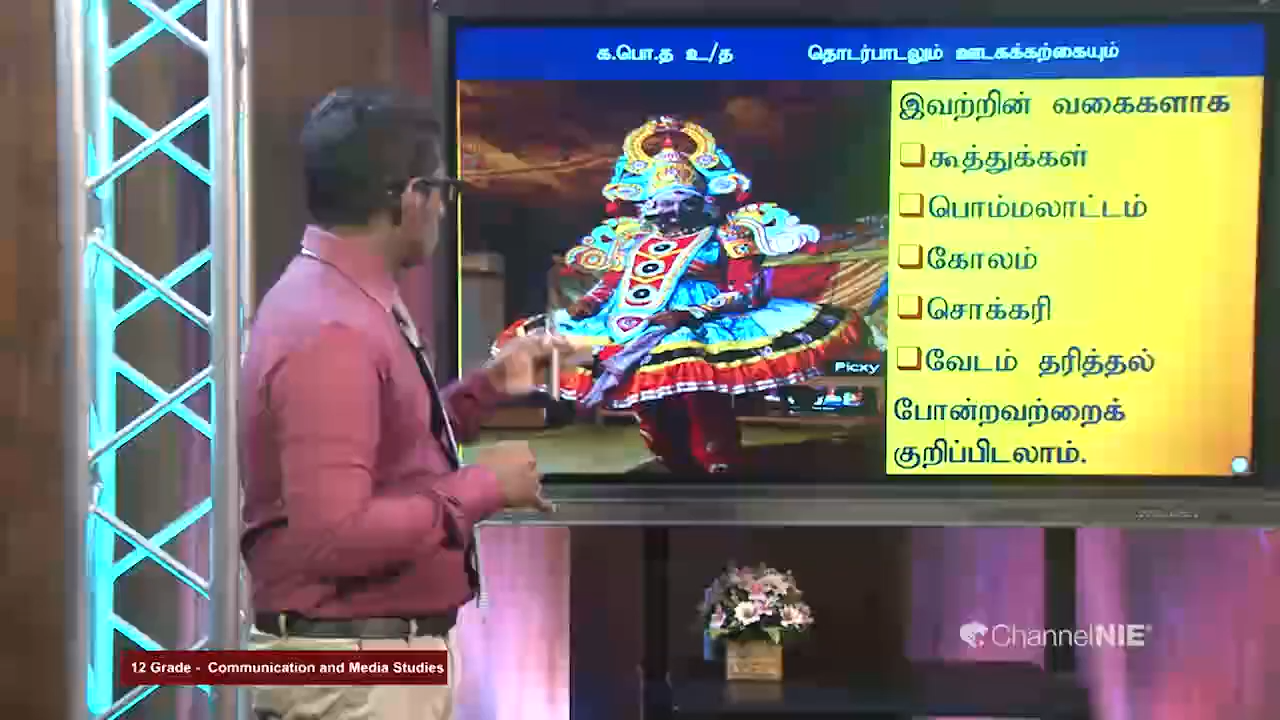 க.பொ.த உ/த தொடர்பாடலும் ஊடகக்கற்கையும்
இவற்றின் வகைகளாக
கூத்துக்கள்
பொம்மலாட்டம்
கோலம்
சொக்கரி
வேடம் தரித்தல்
போன்றவற்றைக்
குறிப்பிடலாம்.
Picxy
ChannelNIE
12 Grade - Communication and Media Studies